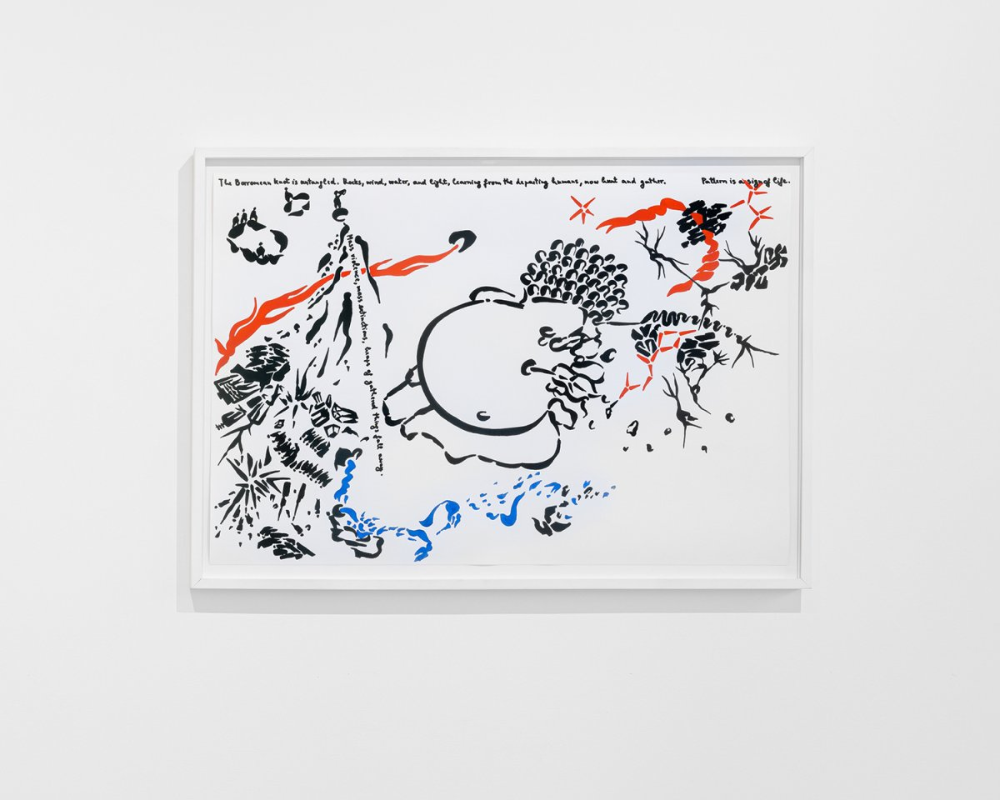 The Borromean knot is untangled. Rocks, wind, water, and light, learning from the departing humans, now hunt and gather.
Pattern is a sign of life.
Mass violence, mass extinctions, heaps of gathered things fall away.